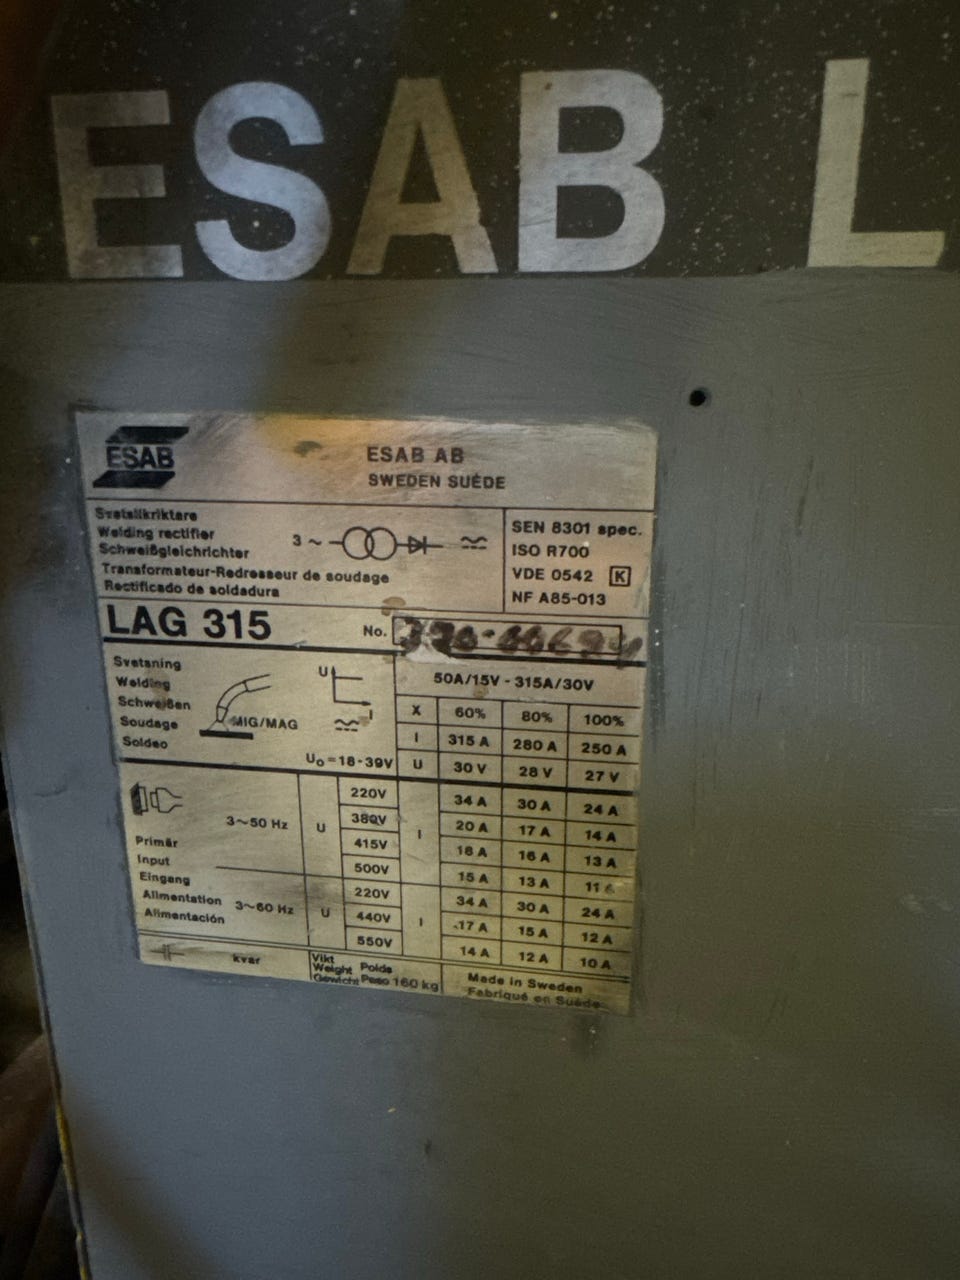 ESAB L
ESAB
ESAB AB
SWEDEN SUÈDE
Svetslikriktare
Welding rectifier
Schweißgleichrichter
Transformateur-Redresseur de soudage
Rectificado de soldadura
3 ~
SEN 8301 spec.
ISO R700
VDE 0542 K
NF A85-013
LAG 315
No.
Svetsning
Welding
Schweißen
Soudage
Soldeo
MIG/MAG
U
I
U₀=18-39V
50A/15V - 315A/30V
X 60% 80% 100%
I 315 A 280 A 250 A
U 30 V 28 V 27 V
Primär
Input
Eingang
Alimentation
Alimentación
3~50 Hz U I
220V 34 A 30 A 24 A
380V 20 A 17 A 14 A
415V 18 A 16 A 13 A
500V 15 A 13 A 11
3~60 Hz U I
220V 34 A 30 A 24 A
440V 17 A 15 A 12 A
550V 14 A 12 A 10 A
kvar
Vikt
Weight Poids
Gewicht Peso 160 kg
Made in Sweden
Fabriqué en Suède